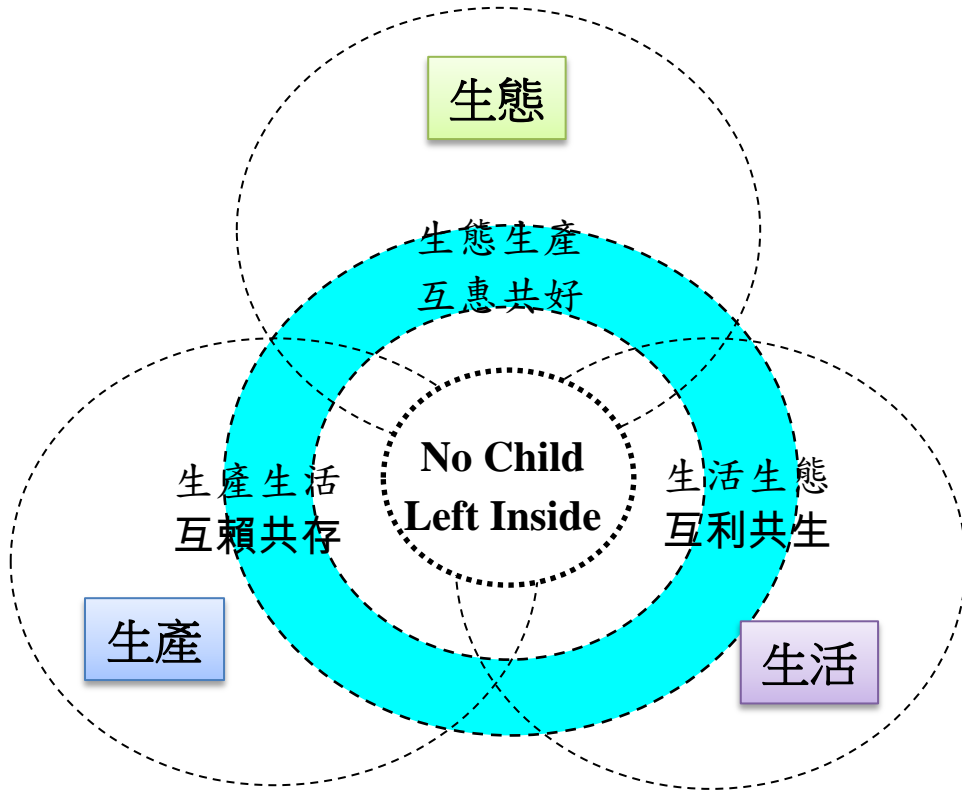 生態
生態生產
互惠共好
No Child
Left Inside
生產生活
互賴共存
生活生態
互利共生
生產
生活